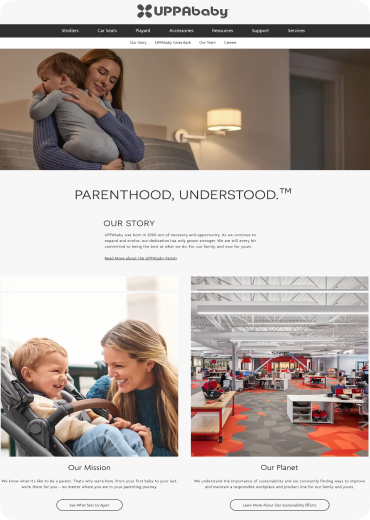 UPPAbaby
Strollers Car Seats Playard Accessories Resources Support Services
Our Story UPPAbaby Gives Back Our Team Careers
PARENTHOOD, UNDERSTOOD.™
OUR STORY
UPPAbaby was born in 2006 out of necessity and opportunity. As we continue to
expand and evolve, our dedication has only grown stronger. We are still every bit
committed to being the best at what we do. For our family, and now for yours.
Read More About The UPPAbaby Family
Our Mission
We know what it's like to be a parent. That's why we're here. From your first baby to your last,
we're there for you – no matter where you are in your parenting journey.
See What Sets Us Apart
Our Planet
We understand the importance of sustainability and are constantly finding ways to improve
and maintain a responsible workplace and product line for our family and yours.
Learn More About Our Sustainability Efforts